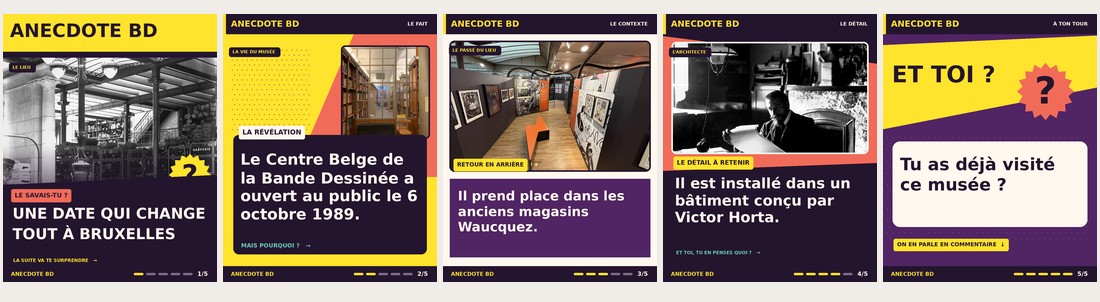 ANECDOTE BD
LE LIEU
?
LE SAVAIS-TU ?
UNE DATE QUI CHANGE
TOUT À BRUXELLES
LA SUITE VA TE SURPRENDRE →
ANECDOTE BD
1/5
ANECDOTE BD
LE FAIT
LA VIE DU MUSÉE
LA RÉVÉLATION
Le Centre Belge de
la Bande Dessinée a
ouvert au public le 6
octobre 1989.
MAIS POURQUOI ? →
ANECDOTE BD
2/5
ANECDOTE BD
LE CONTEXTE
LE PASSÉ DU LIEU
RETOUR EN ARRIÈRE
Il prend place dans les
anciens magasins
Waucquez.
ANECDOTE BD
3/5
ANECDOTE BD
LE DÉTAIL
L'ARCHITECTE
LE DÉTAIL À RETENIR
Il est installé dans un
bâtiment conçu par
Victor Horta.
ET TOI, TU EN PENSES QUOI ? →
ANECDOTE BD
4/5
ANECDOTE BD
À TON TOUR
ET TOI ?
?
Tu as déjà visité
ce musée ?
ON EN PARLE EN COMMENTAIRE ↓
ANECDOTE BD
5/5